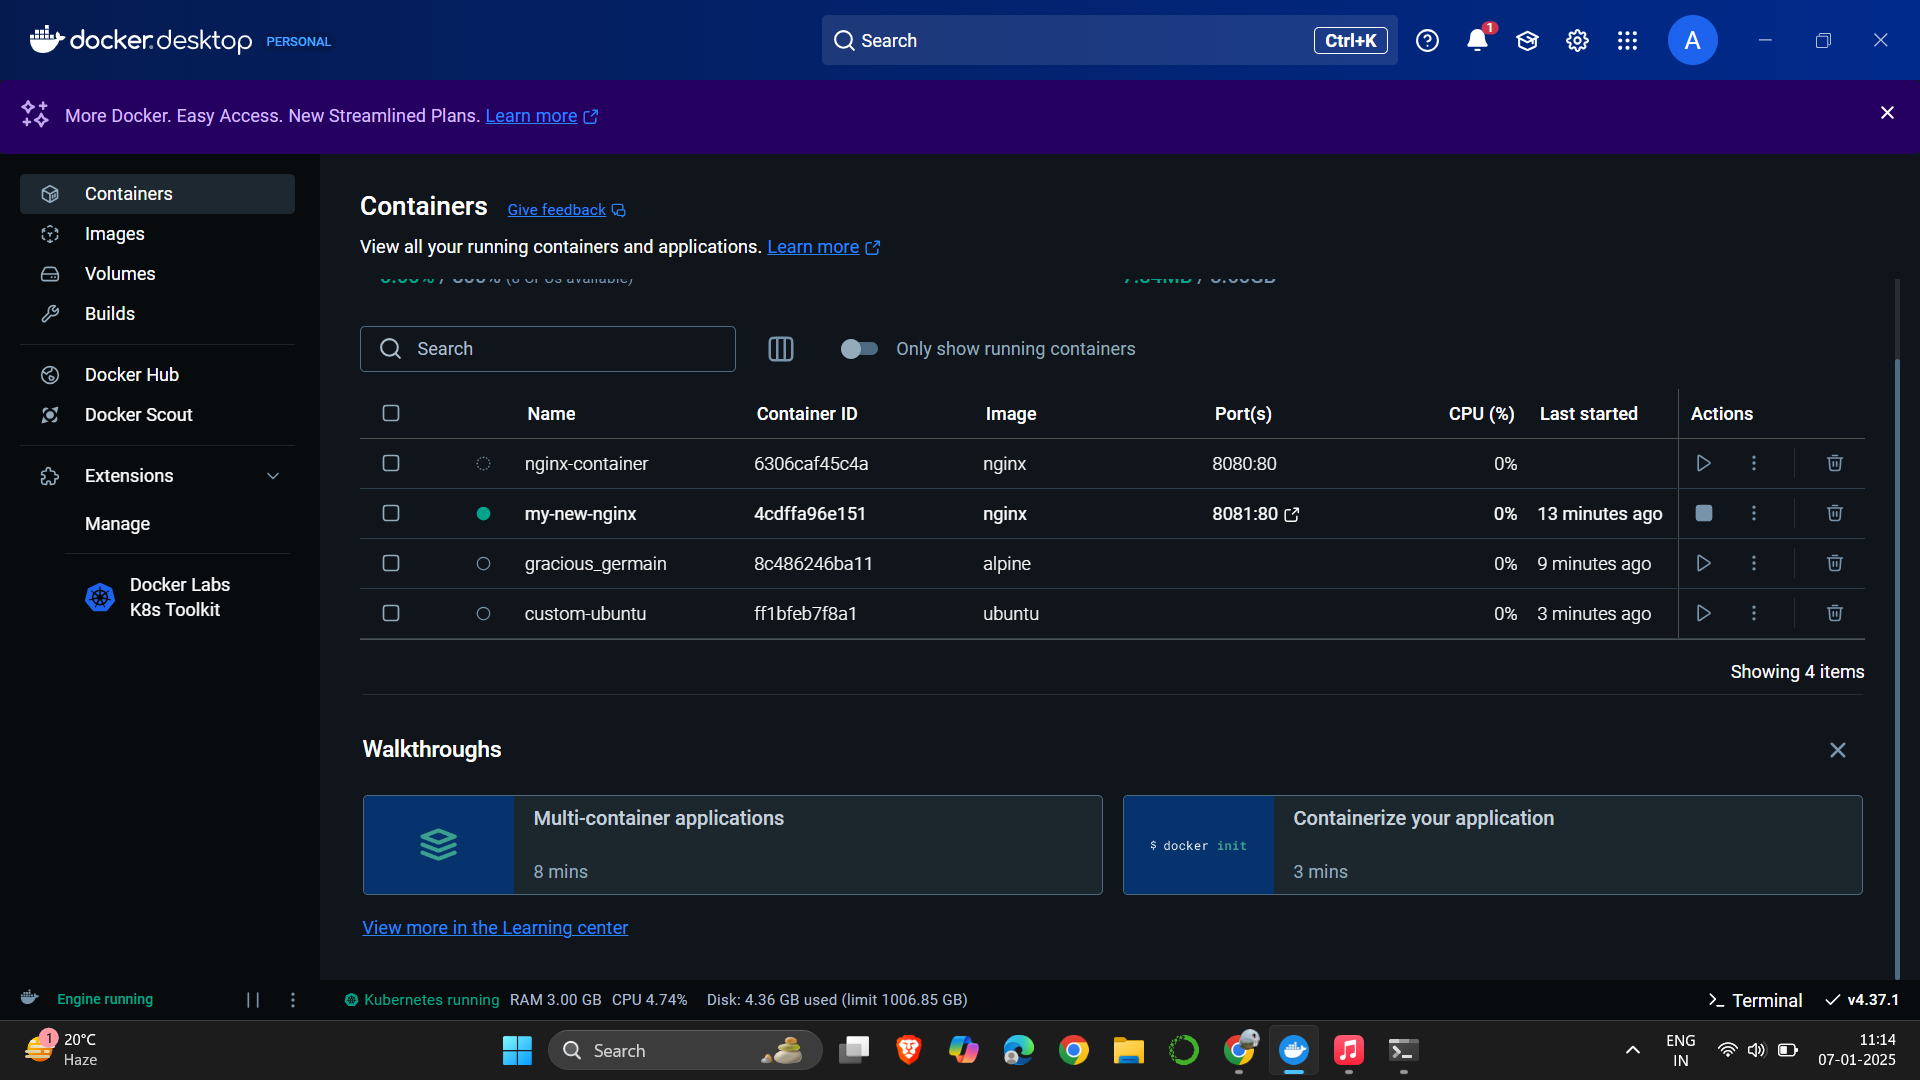 docker.desktop PERSONAL
Search Ctrl+K
1
A
More Docker. Easy Access. New Streamlined Plans. Learn more
Containers
Images
Volumes
Builds
Docker Hub
Docker Scout
Extensions
Manage
Docker Labs
K8s Toolkit
Containers Give feedback
View all your running containers and applications. Learn more
Search
Only show running containers
Name Container ID Image Port(s) CPU (%) Last started Actions
nginx-container 6306caf45c4a nginx 8080:80 0%
my-new-nginx 4cdffa96e151 nginx 8081:80 0% 13 minutes ago
gracious_germain 8c486246ba11 alpine 0% 9 minutes ago
custom-ubuntu ff1bfeb7f8a1 ubuntu 0% 3 minutes ago
Showing 4 items
Walkthroughs
Multi-container applications
8 mins
$ docker init
Containerize your application
3 mins
View more in the Learning center
Engine running
Kubernetes running RAM 3.00 GB CPU 4.74% Disk: 4.36 GB used (limit 1006.85 GB)
Terminal v4.37.1
1
20°C
Haze
Search
ENG
IN
11:14
07-01-2025